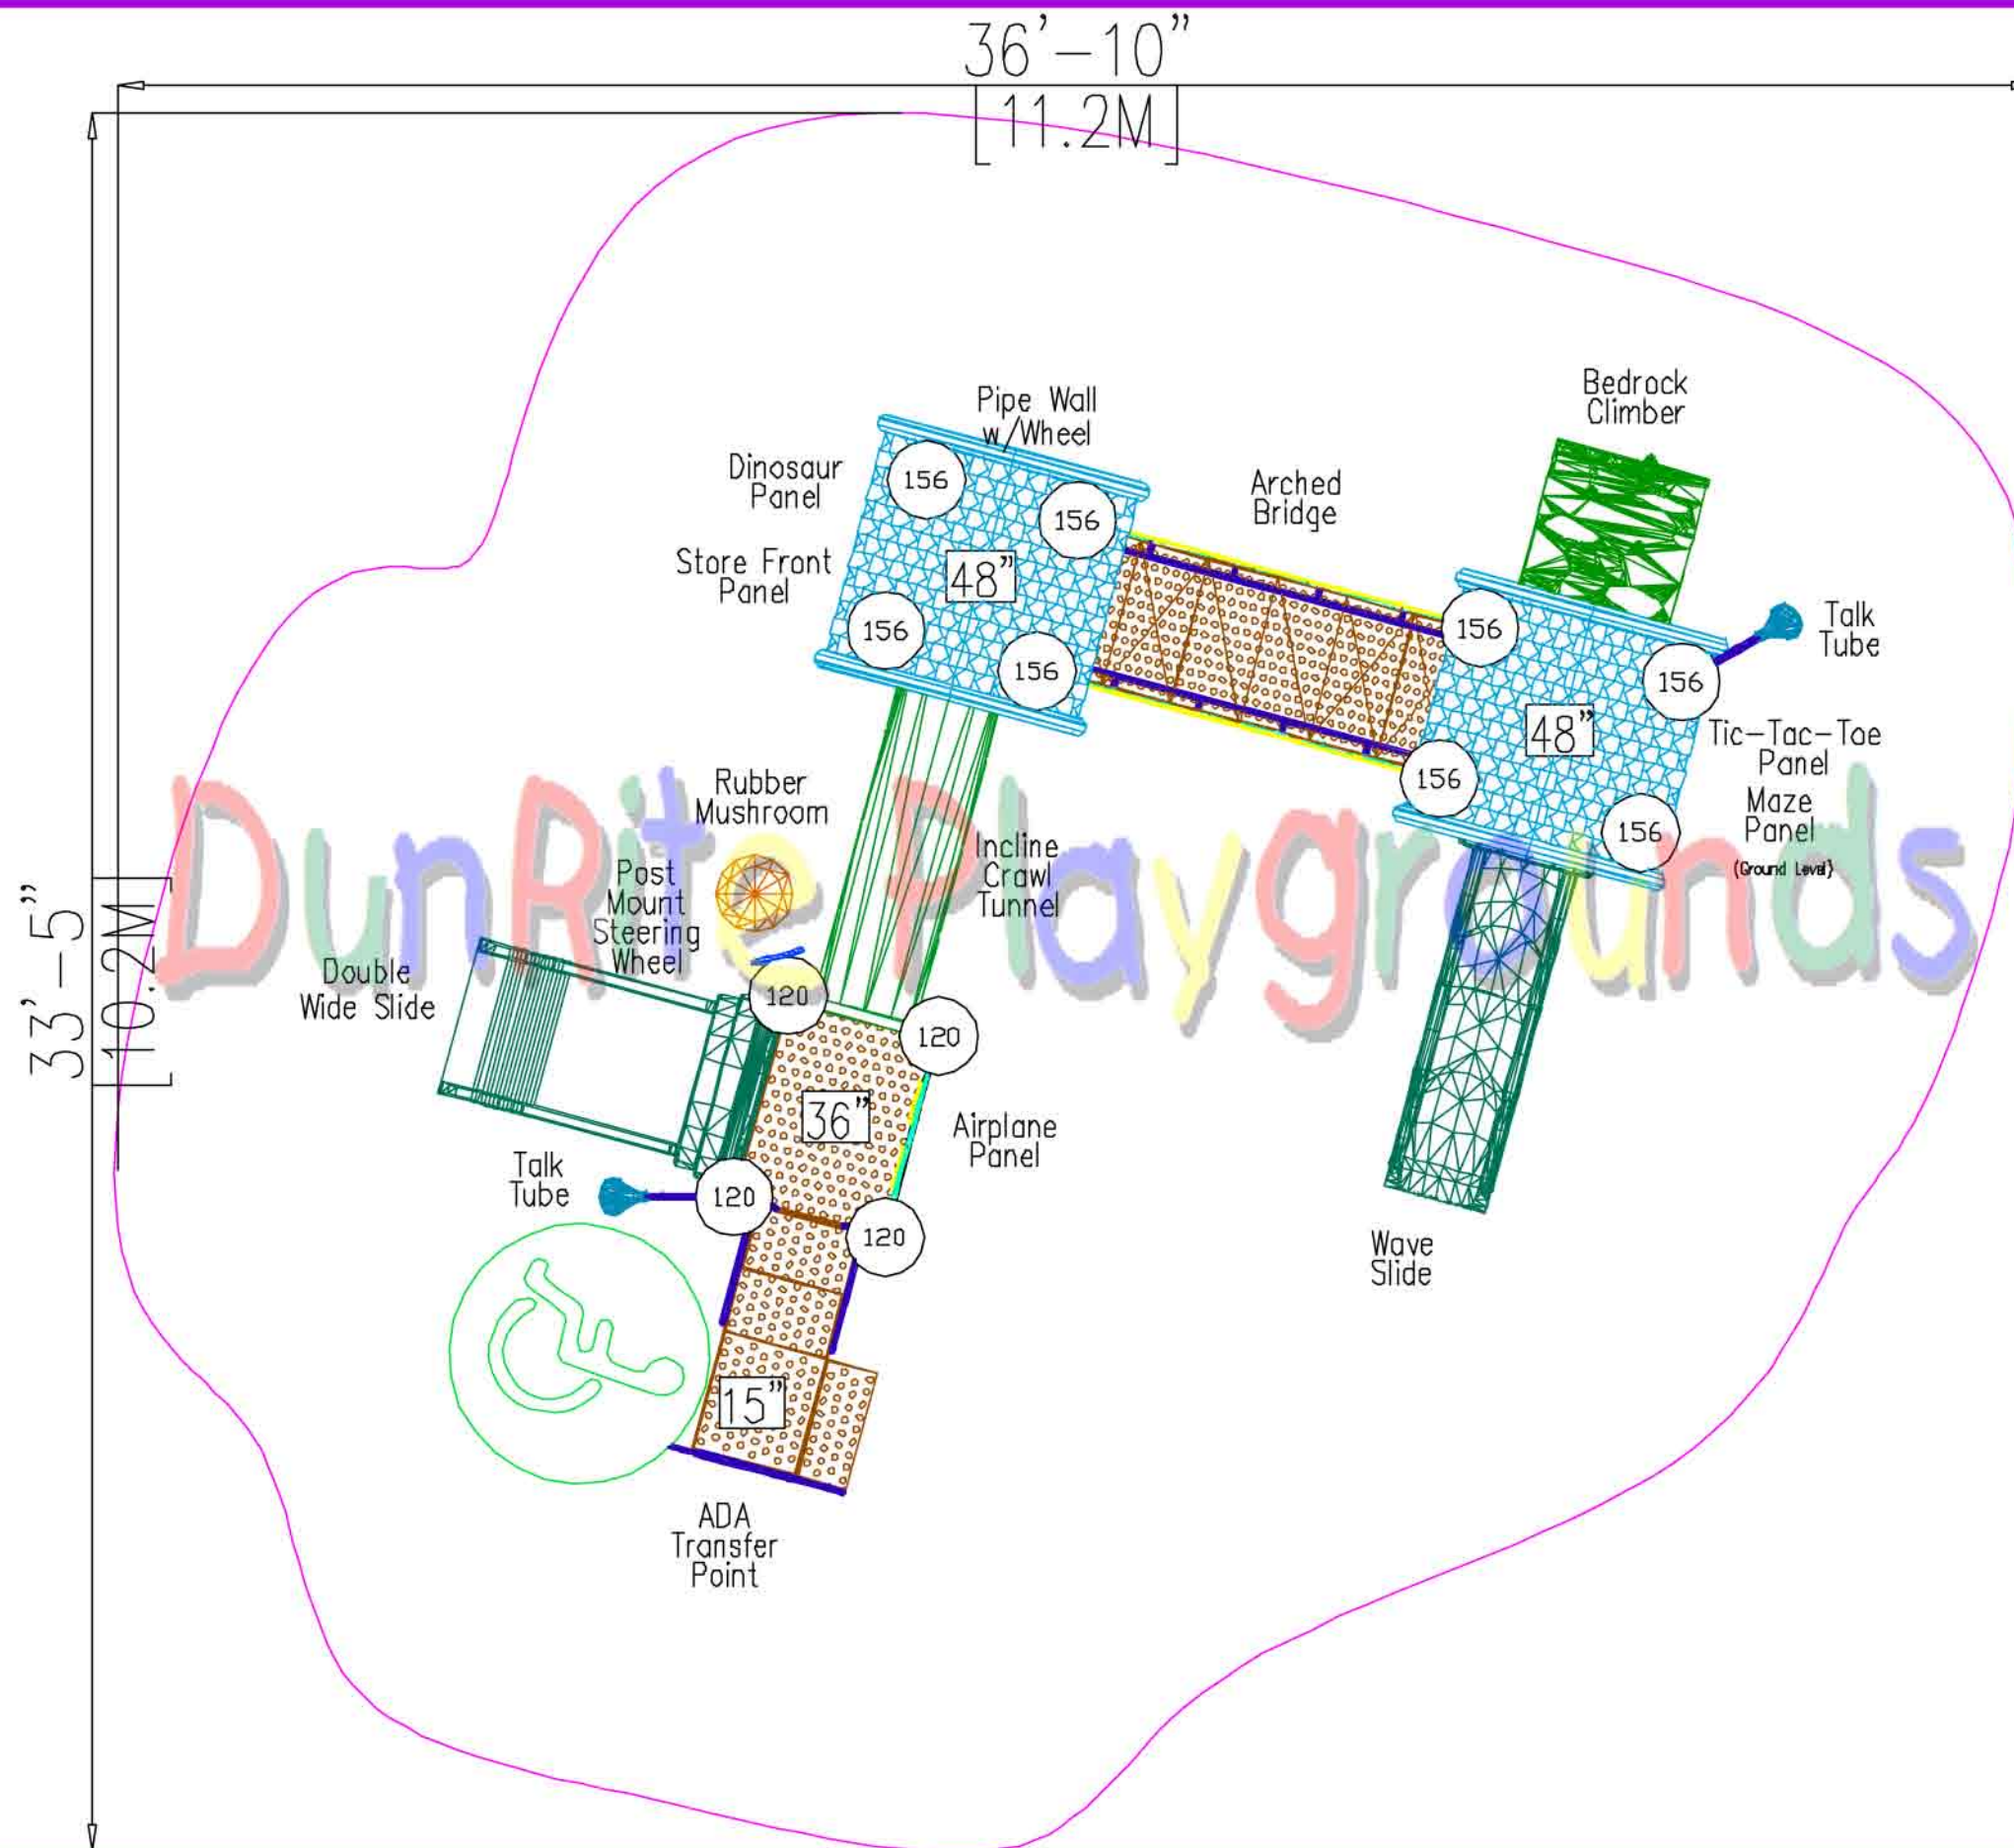 36'-10"
[11.2M]
Pipe Wall
w/Wheel
Bedrock
Climber
Dinosaur
Panel
156
156
Arched
Bridge
Store Front
Panel
48"
156
156
156
156
Talk
Tube
48"
Tic-Tac-Toe
Panel
156
Maze
Panel
156
(Ground Level)
Rubber
Mushroom
DunRite Playgrounds
Incline
Crawl
Tunnel
Post
Mount
Steering
Wheel
33'-5"
[10.2M]
Double
Wide Slide
120
120
36"
Airplane
Panel
Talk
Tube
120
120
Wave
Slide
15"
ADA
Transfer
Point